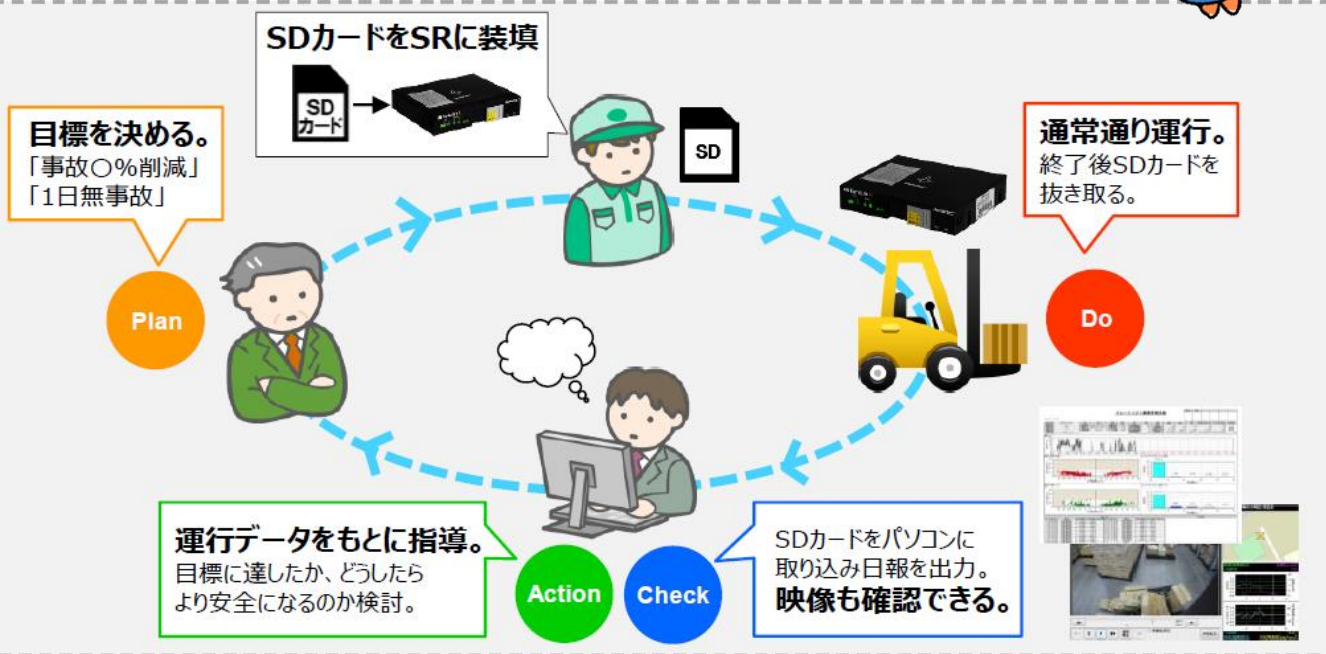 SDカードをSRに装填
SD
カード
目標を決める。
「事故〇%削減」
「1日無事故」
SD
通常通り運行。
終了後SDカードを
抜き取る。
Plan
Do
運行データをもとに指導。
目標に達したか、どうしたら
より安全になるのか検討。
Action
Check
SDカードをパソコンに
取り込み日報を出力。
映像も確認できる。